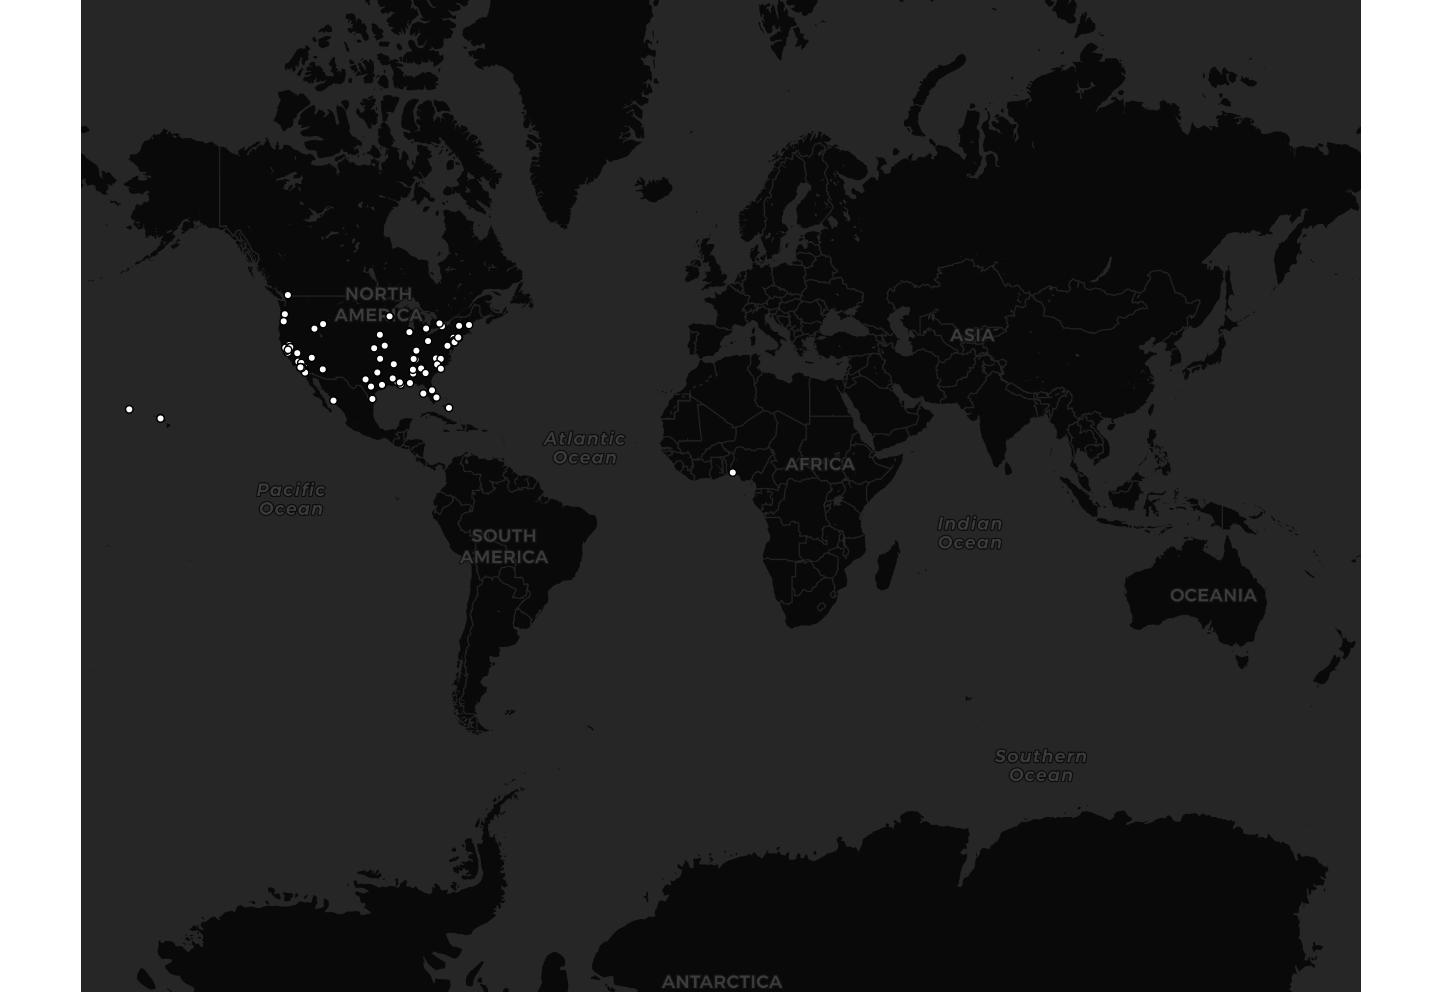 NORTH
AMERICA
ASIA
Atlantic
Ocean
AFRICA
Pacific
Ocean
SOUTH
AMERICA
Indian
Ocean
OCEANIA
Southern
Ocean
ANTARCTICA